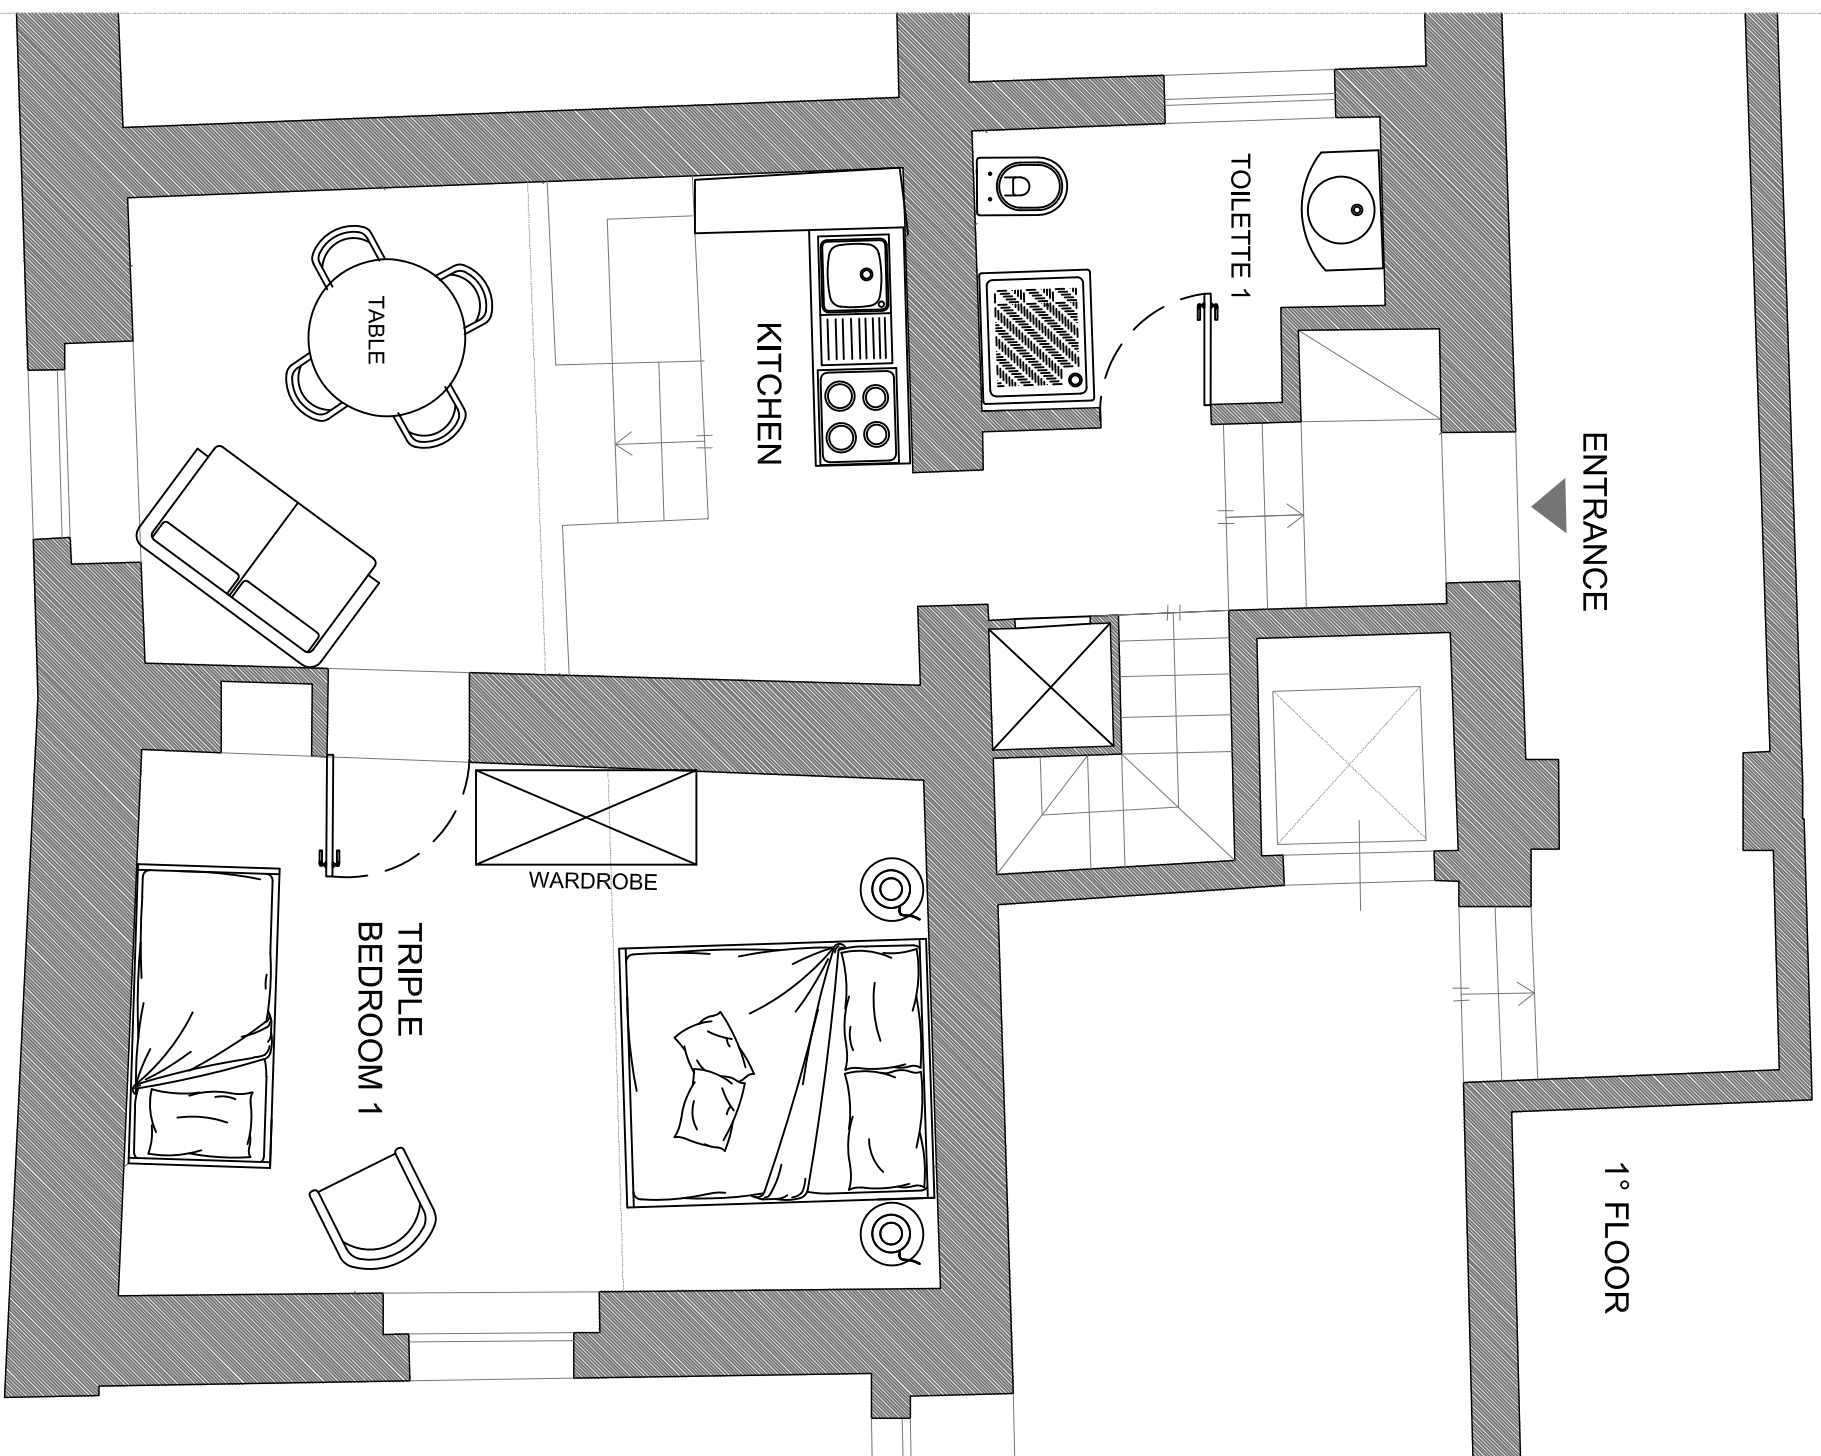 TOILETTE 1
TABLE
KITCHEN
ENTRANCE
WARDROBE
TRIPLE
BEDROOM 1
1° FLOOR